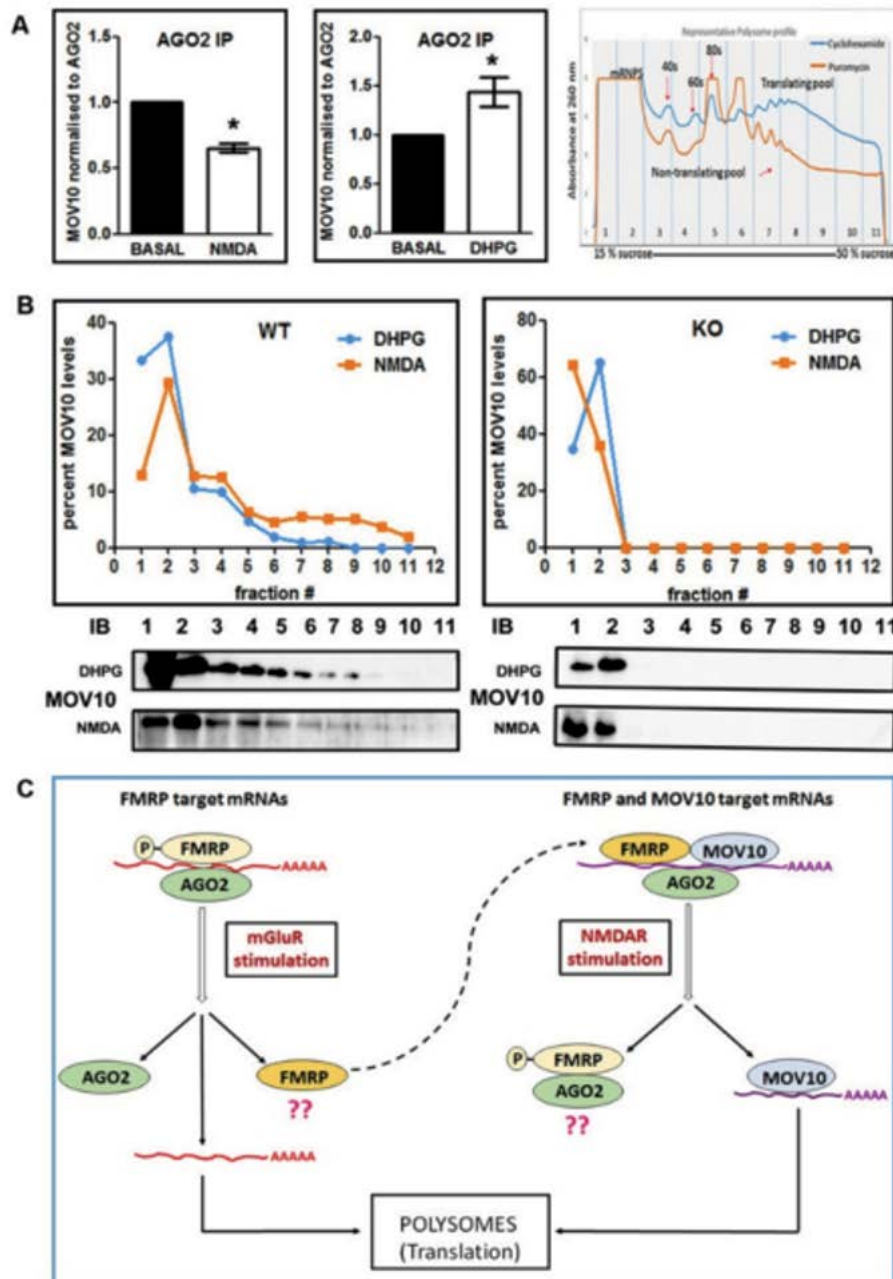 A
AGO2 IP
MOV10 normalised to AGO2
1.5
1.0
0.5
0.0
*
BASAL NMDA
AGO2 IP
MOV10 normalised to AGO2
2.0
1.5
1.0
0.5
0.0
*
BASAL DHPG
Representative Polysome profile
Cyclohexamide
Puromycin
Absorbance at 260 nm
mRNPS
40s
60s
80s
Translating pool
Non-translating pool
1 2 3 4 5 6 7 8 9 10 11
15 % sucrose
50 % sucrose
B
WT
DHPG
NMDA
percent MOV10 levels
40
30
20
10
0
0 1 2 3 4 5 6 7 8 9 10 11 12
fraction #
KO
DHPG
NMDA
percent MOV10 levels
80
60
40
20
0
0 1 2 3 4 5 6 7 8 9 10 11 12
fraction #
IB 1 2 3 4 5 6 7 8 9 10 11
DHPG
MOV10
NMDA
IB 1 2 3 4 5 6 7 8 9 10 11
DHPG
MOV10
NMDA
C
FMRP target mRNAs
P FMRP
AAAAA
AGO2
mGluR
stimulation
AGO2
FMRP
??
AAAAA
FMRP and MOV10 target mRNAs
FMRP MOV10
AAAAA
AGO2
NMDAR
stimulation
P FMRP
AGO2
??
MOV10
AAAAA
POLYSOMES
(Translation)